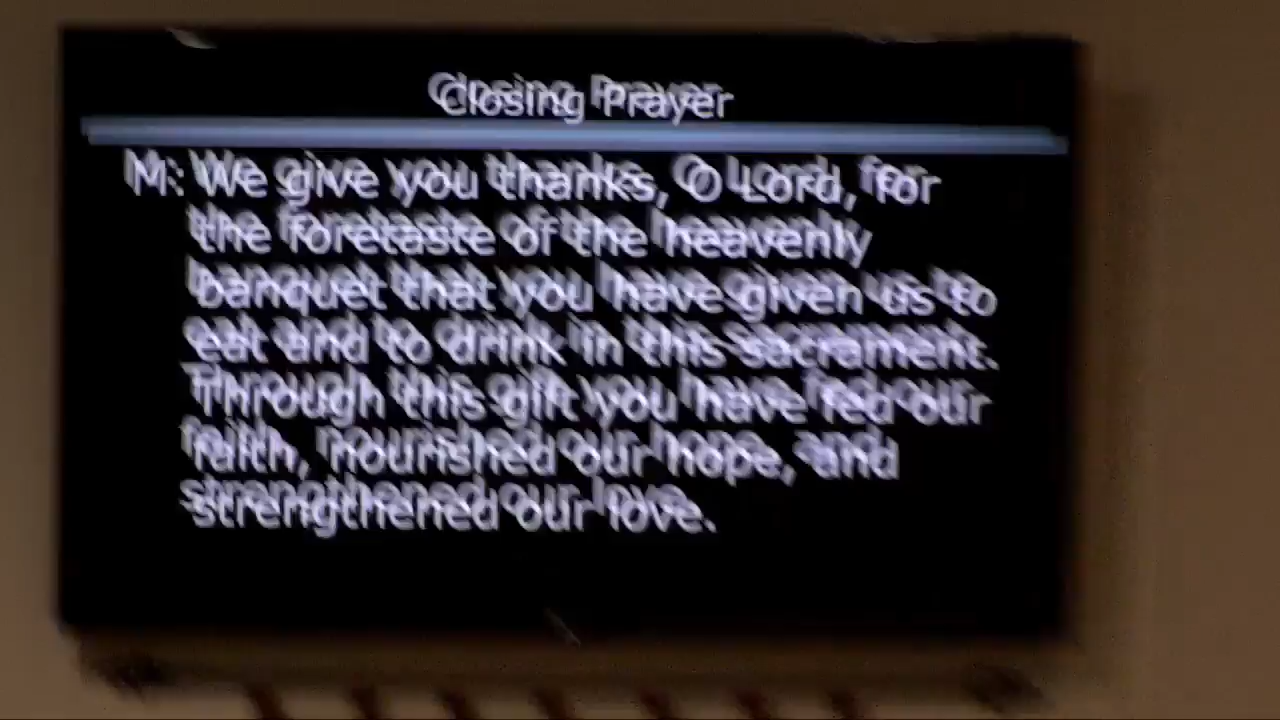 Closing Prayer
M: We give you thanks, O Lord, for
the foretaste of the heavenly
banquet that you have given us to
eat and to drink in this sacrament.
Through this gift you have fed our
faith, nourished our hope, and
strengthened our love.